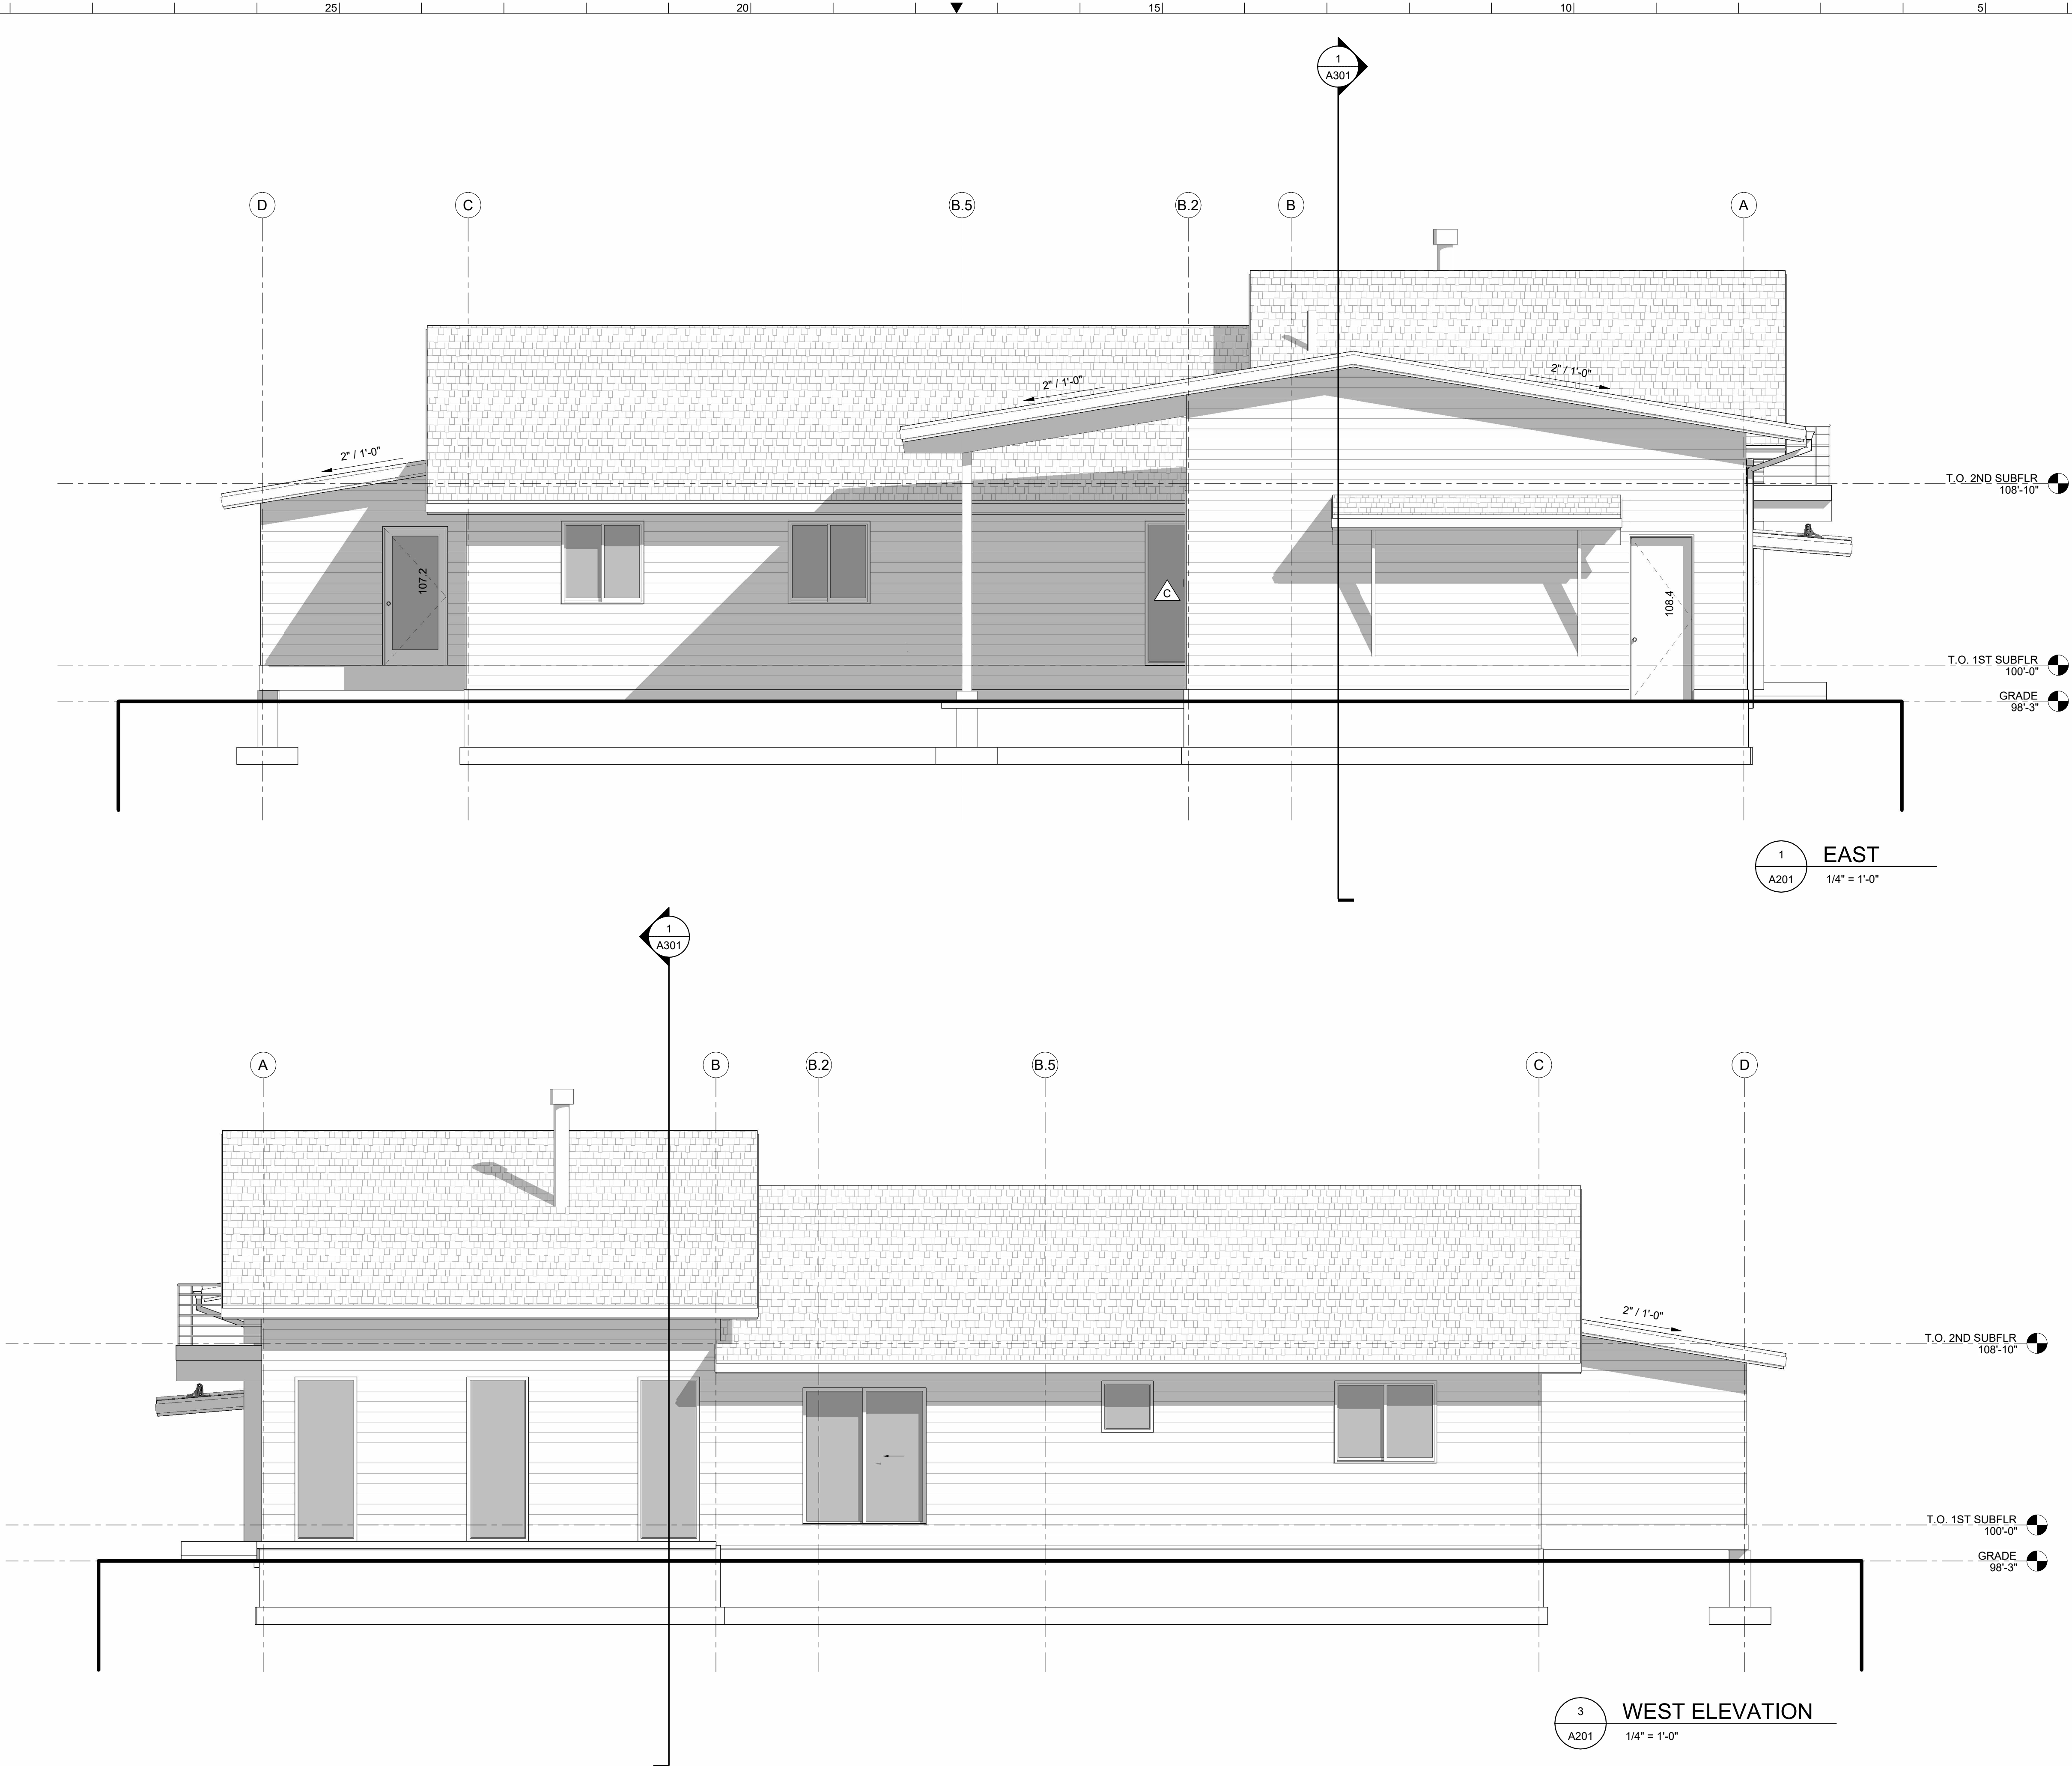 25 20 15 10 5
1
A301
D C B.5 B.2 B A
2" / 1'-0"
2" / 1'-0"
2" / 1'-0"
T.O. 2ND SUBFLR
108'-10"
107.2
C
108.4
T.O. 1ST SUBFLR
100'-0"
GRADE
98'-3"
1
A201
EAST
1/4" = 1'-0"
1
A301
A B B.2 B.5 C D
2" / 1'-0"
T.O. 2ND SUBFLR
108'-10"
T.O. 1ST SUBFLR
100'-0"
GRADE
98'-3"
3
A201
WEST ELEVATION
1/4" = 1'-0"